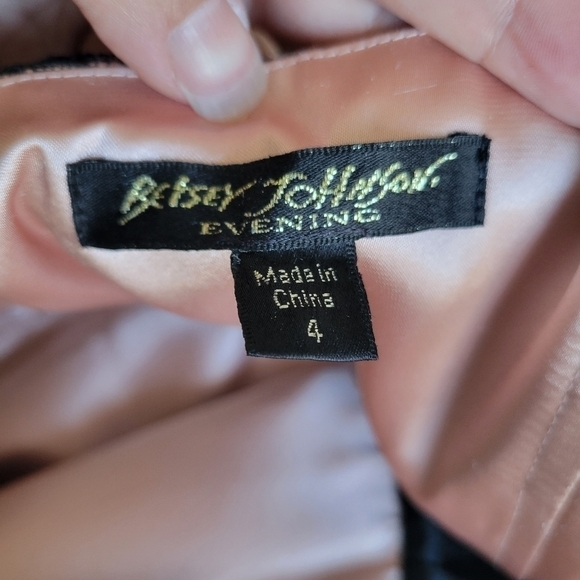 Betsey Johnson.
EVENING
Made in
China
4